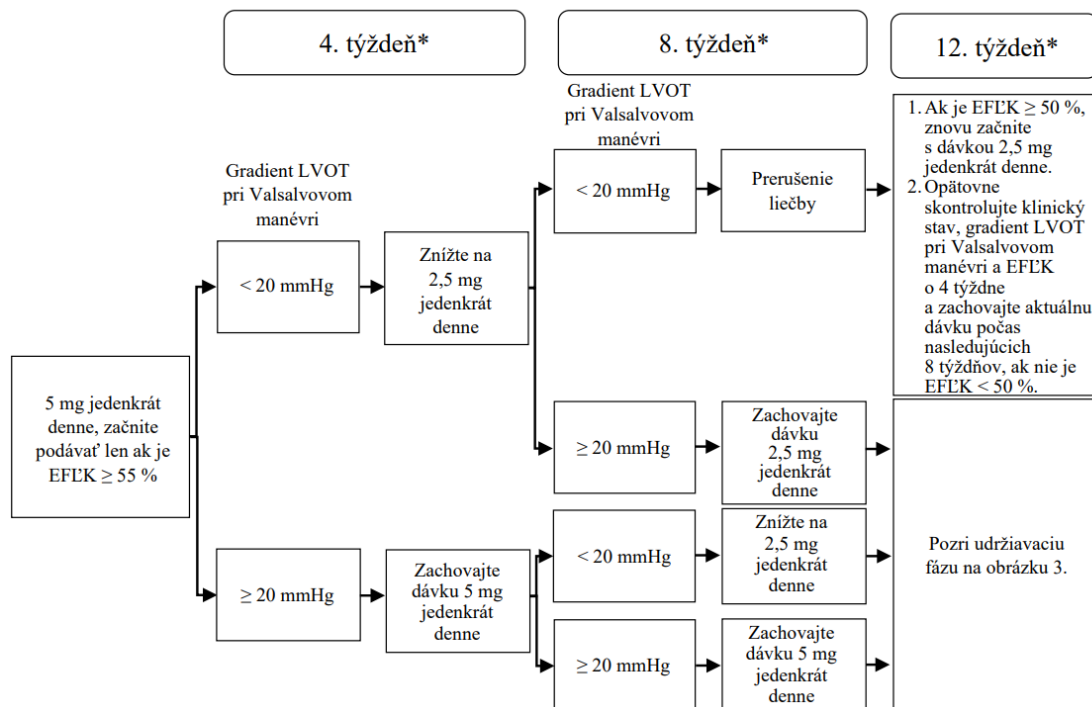 4. týždeň*
8. týždeň*
12. týždeň*
Gradient LVOT
pri Valsalvovom
manévri
Gradient LVOT
pri Valsalvovom
manévri
5 mg jedenkrát
denne, začnite
podávať len ak je
EFĽK ≥ 55 %
< 20 mmHg
Znížte na
2,5 mg
jedenkrát
denne
< 20 mmHg
Prerušenie
liečby
1. Ak je EFĽK ≥ 50 %,
znovu začnite
s dávkou 2,5 mg
jedenkrát denne.
2. Opätovne
skontrolujte klinický
stav, gradient LVOT
pri Valsalvovom
manévri a EFĽK
o 4 týždne
a zachovajte aktuálnu
dávku počas
nasledujúcich
8 týždňov, ak nie je
EFĽK < 50 %.
≥ 20 mmHg
Zachovajte
dávku
2,5 mg
jedenkrát
denne
≥ 20 mmHg
Zachovajte
dávku 5 mg
jedenkrát
denne
< 20 mmHg
Znížte na
2,5 mg
jedenkrát
denne
≥ 20 mmHg
Zachovajte
dávku 5 mg
jedenkrát
denne
Pozri udržiavaciu
fázu na obrázku 3.